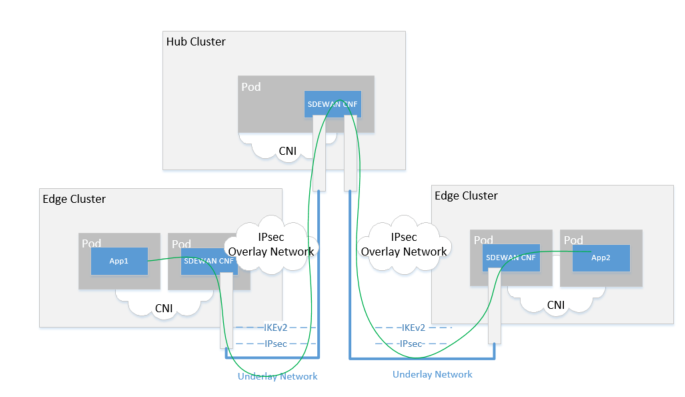 Hub Cluster
Pod
SDEWAN CNF
CNI
Edge Cluster
Pod
App1
Pod
SDEWAN CNF
CNI
IPsec
Overlay Network
IKEv2
IPsec
Underlay Network
IPsec
Overlay Network
IKEv2
IPsec
Underlay Network
Edge Cluster
Pod
SDEWAN CNF
Pod
App2
CNI